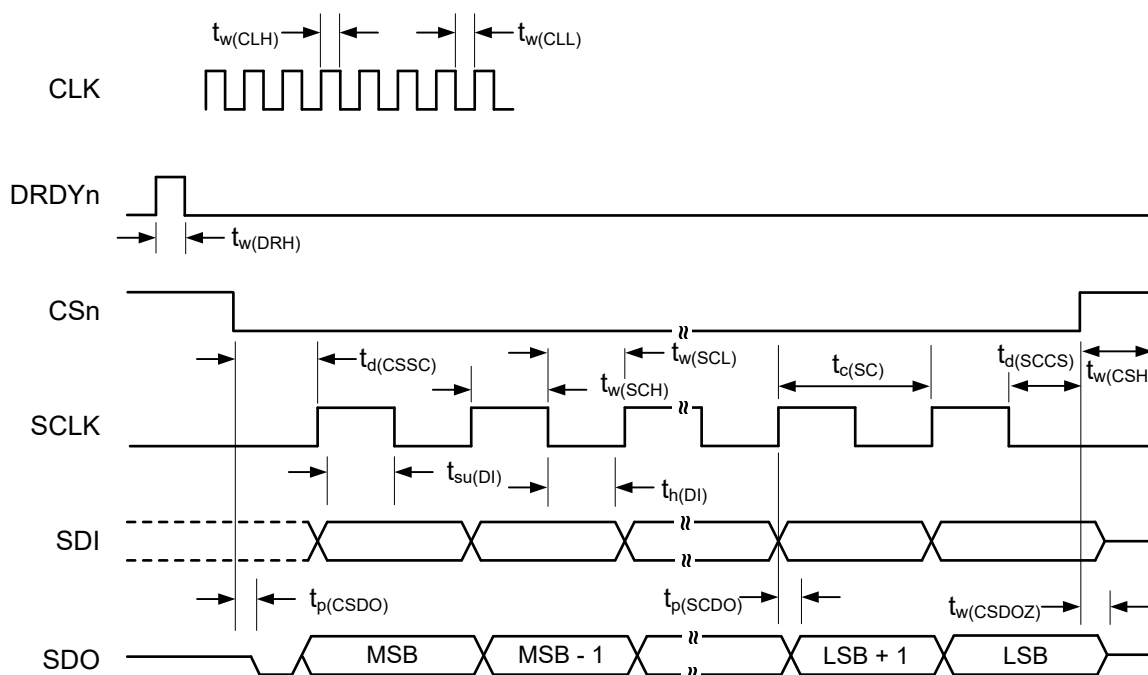 tw(CLH)
tw(CLL)
CLK
DRDYn
tw(DRH)
CSn
td(CSSC)
tw(SCL)
tw(SCH)
tc(SC)
td(SCCS)
tw(CSH
SCLK
tsu(DI)
th(DI)
SDI
tp(CSDO)
tp(SCDO)
tw(CSDOZ)
SDO
MSB
MSB - 1
LSB + 1
LSB